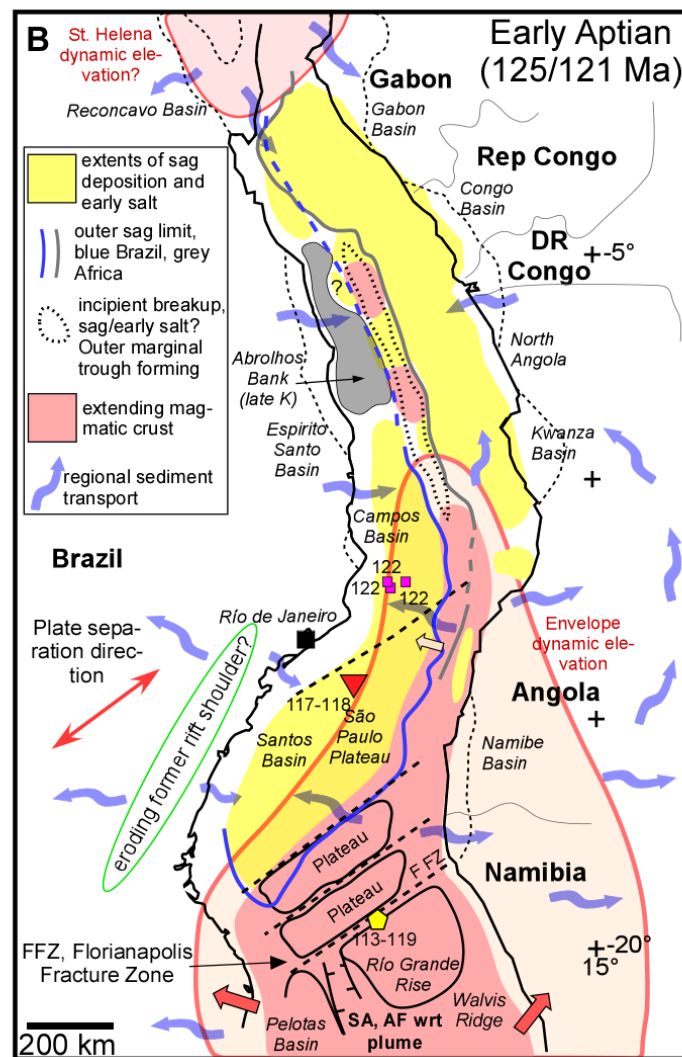 B
St. Helena
dynamic ele-
vation?
Early Aptian
(125/121 Ma)
Gabon
Reconcavo Basin
Gabon
Basin
Rep Congo
Congo
Basin
DR
Congo
+-5°
extents of sag
deposition and
early salt
outer sag limit,
blue Brazil, grey
Africa
incipient breakup,
sag/early salt?
Outer marginal
trough forming
extending mag-
matic crust
regional sediment
transport
?
Abrolhos
Bank
(late K)
North
Angola
Espirito
Santo
Basin
Kwanza
Basin
+
Campos
Basin
Brazil
122
122
122
Río de Janeiro
Plate sepa-
ration direc-
tion
Envelope
dynamic ele-
vation
117-118
São
Paulo
Plateau
Santos
Basin
Angola
+
Namibe
Basin
eroding former rift shoulder?
Plateau
Plateau
F FZ
Namibia
FFZ, Florianapolis
Fracture Zone
113-119
Río Grande
Rise
+-20°
15°
Pelotas
Basin
SA, AF wrt
plume
Walvis
Ridge
200 km